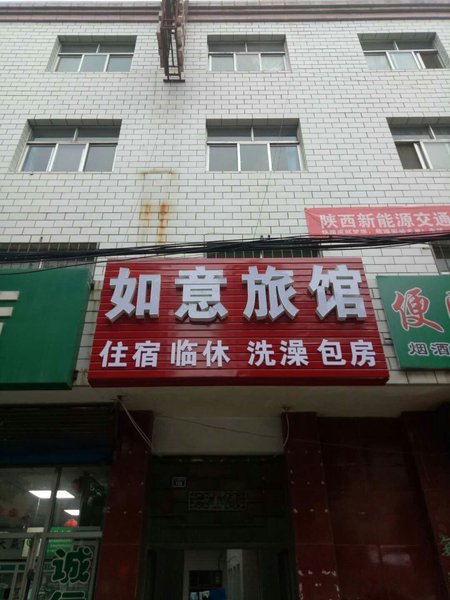 陕西新能源交通
如意旅馆
住宿 临休 洗澡 包房
便
烟酒
诚